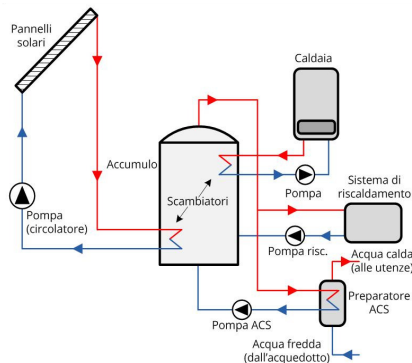 Pannelli
solari
Caldaia
Accumulo
Scambiatori
Pompa
Sistema di
riscaldamento
Pompa
(circolatore)
Pompa risc.
Acqua calda
(alle utenze)
Preparatore
ACS
Pompa ACS
Acqua fredda
(dall'acquedotto)